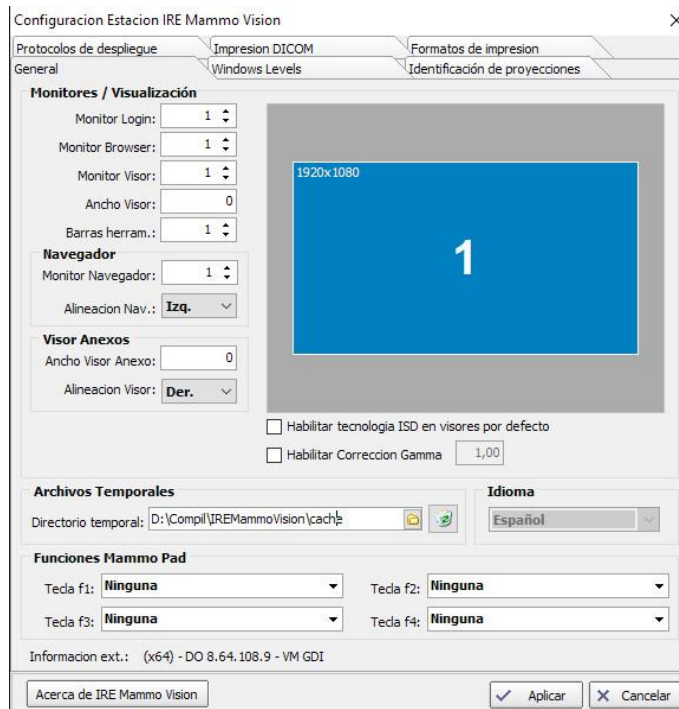 Configuracion Estacion IRE Mammo Vision
Protocolos de despliegue Impresion DICOM Formatos de impresion
General Windows Levels Identificación de proyecciones
Monitores / Visualización
Monitor Login: 1
Monitor Browser: 1
Monitor Visor: 1
Ancho Visor: 0
Barras herram.: 1
Navegador
Monitor Navegador: 1
Alineacion Nav.: Izq.
Visor Anexos
Ancho Visor Anexo: 0
Alineacion Visor: Der.
1920x1080
1
Habilitar tecnologia ISD en visores por defecto
Habilitar Correccion Gamma 1,00
Archivos Temporales
Directorio temporal: D:\Compil\IREMammoVision\cache
Idioma
Español
Funciones Mammo Pad
Tecla f1: Ninguna Tecla f2: Ninguna
Tecla f3: Ninguna Tecla f4: Ninguna
Informacion ext.: (x64) - DO 8.64.108.9 - VM GDI
Acerca de IRE Mammo Vision Aplicar Cancelar